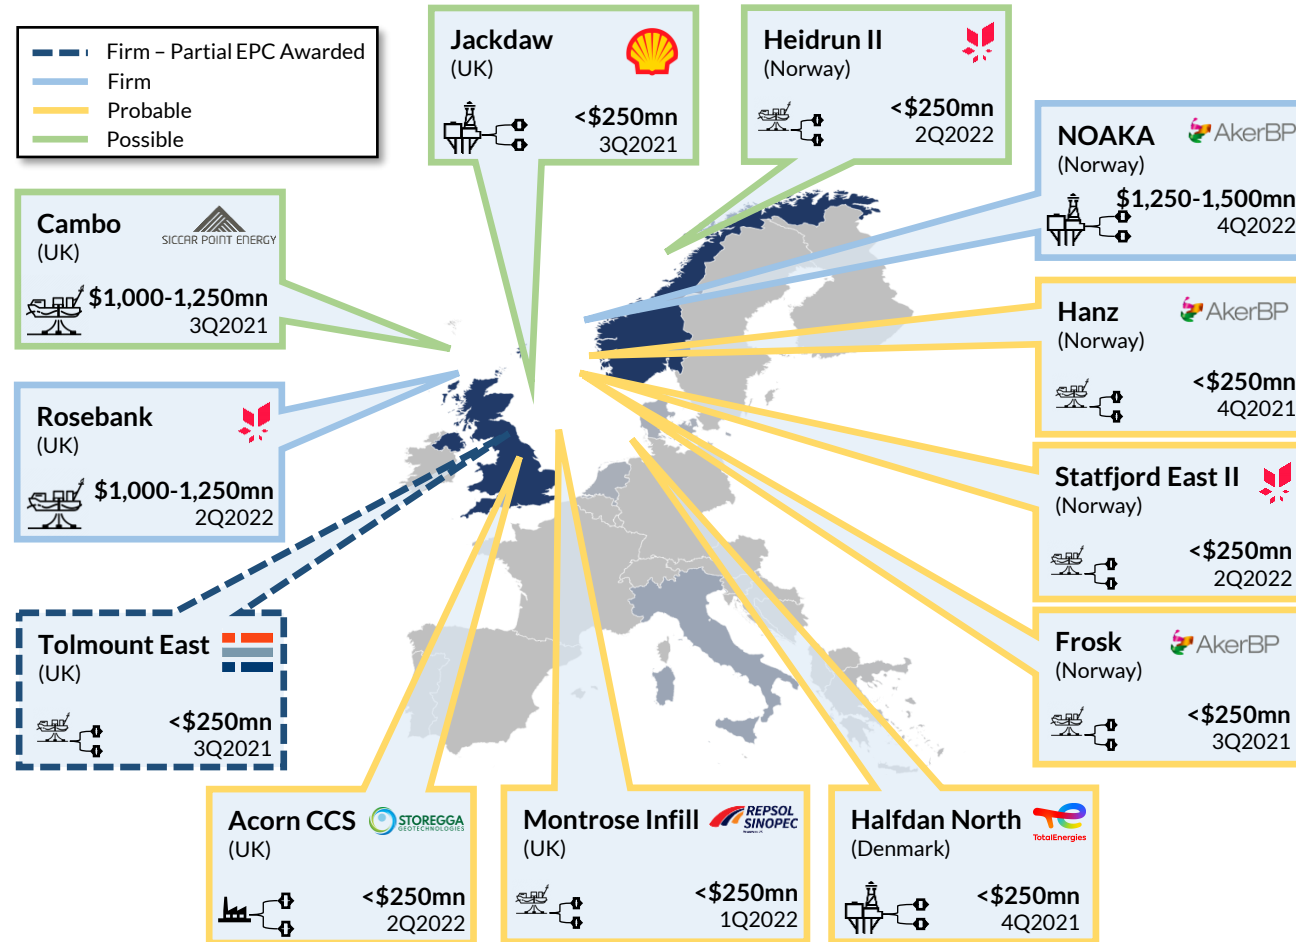 Firm – Partial EPC Awarded
Firm
Probable
Possible
Jackdaw
(UK)
<$250mn
3Q2021
Heidrun II
(Norway)
<$250mn
2Q2022
NOAKA
AkerBP
(Norway)
$1,250-1,500mn
4Q2022
Cambo
(UK)
SICCAR POINT ENERGY
$1,000-1,250mn
3Q2021
Hanz
AkerBP
(Norway)
<$250mn
4Q2021
Rosebank
(UK)
$1,000-1,250mn
2Q2022
Statfjord East II
(Norway)
<$250mn
2Q2022
Tolmount East
(UK)
<$250mn
3Q2021
Frosk
AkerBP
(Norway)
<$250mn
3Q2021
Acorn CCS
STOREGGA
GEOTECHNOLOGIES
(UK)
<$250mn
2Q2022
Montrose Infill
REPSOL
SINOPEC
(UK)
<$250mn
1Q2022
Halfdan North
TotalEnergies
(Denmark)
<$250mn
4Q2021